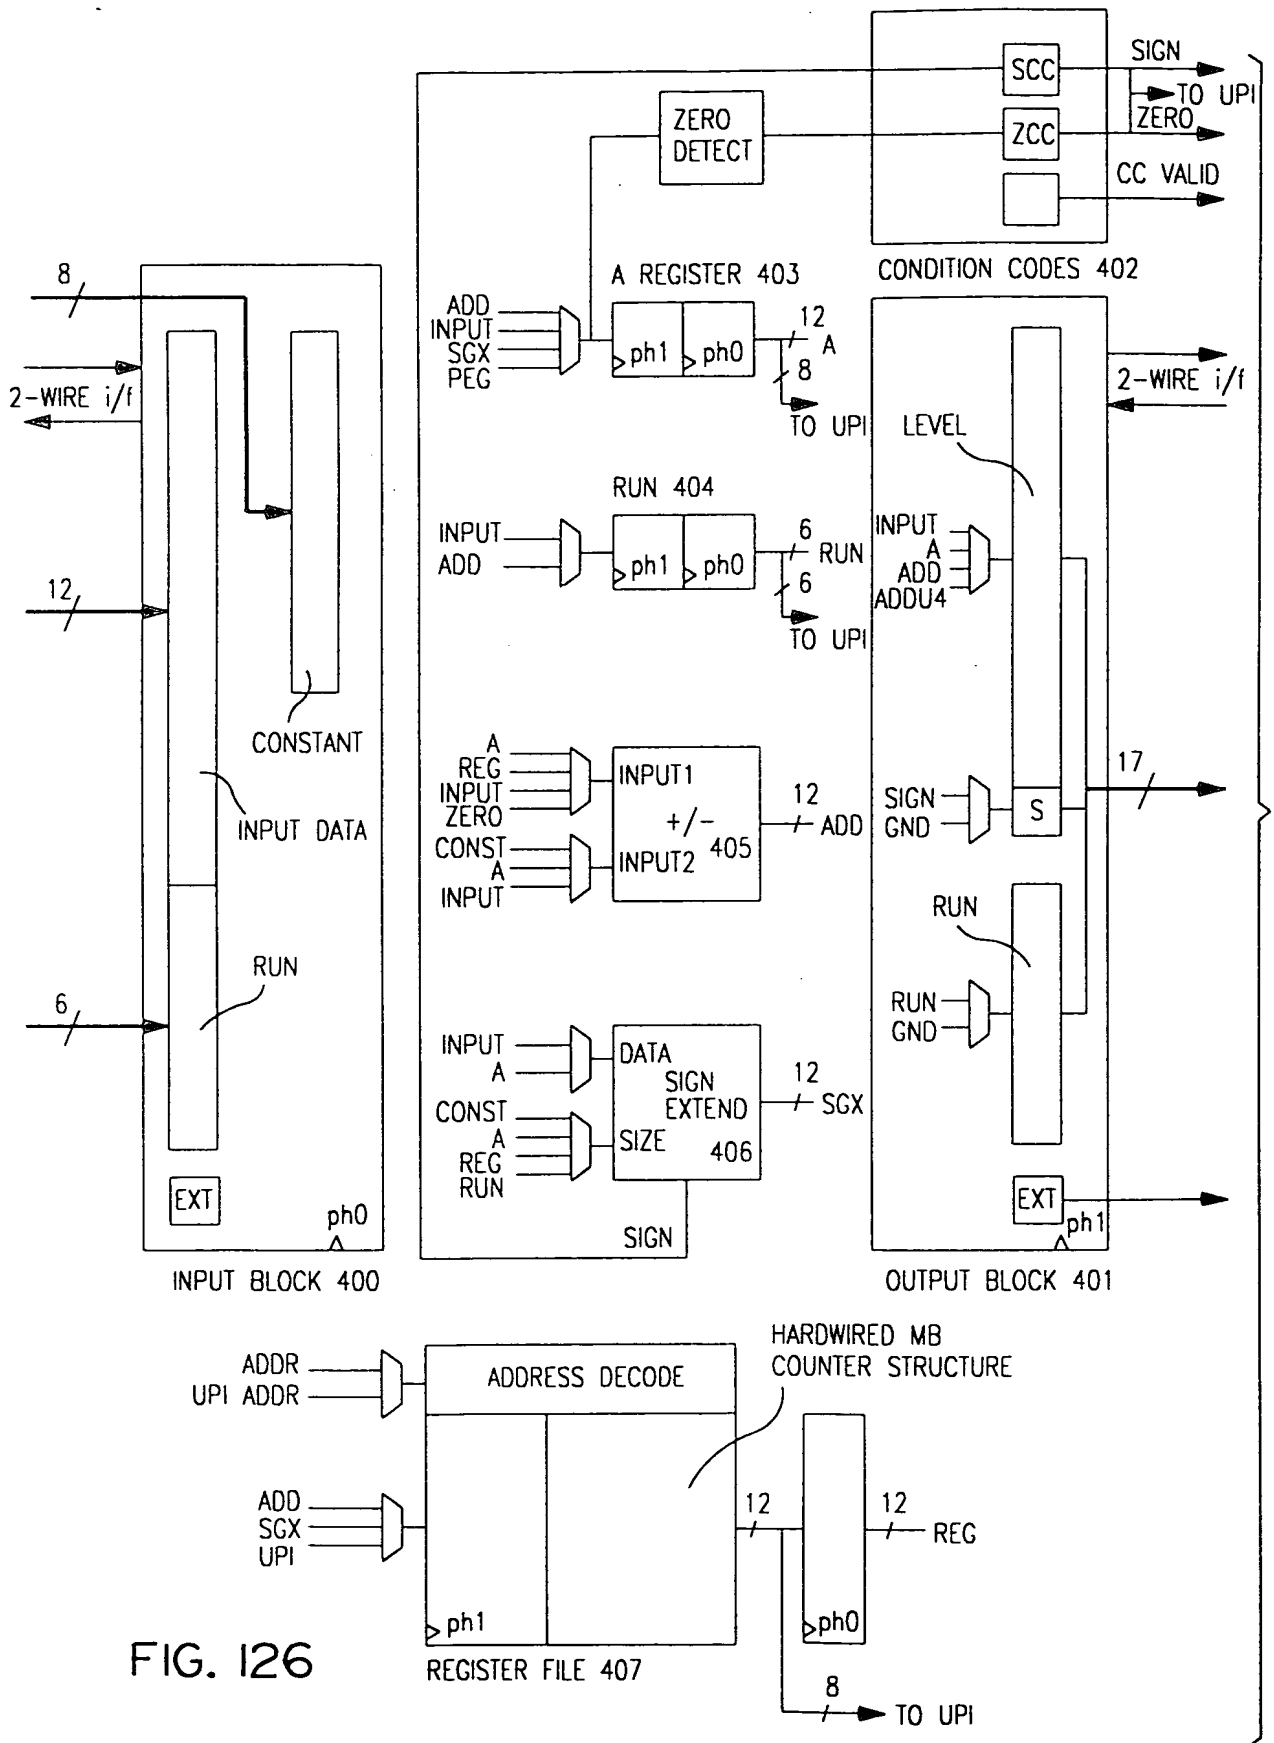 SCC
SIGN
TO UPI
ZERO
DETECT
ZCC
ZERO
CC VALID
CONDITION CODES 402
8
2-WIRE i/f
12
6
CONSTANT
INPUT DATA
RUN
EXT
ph0
INPUT BLOCK 400
A REGISTER 403
ADD
INPUT
SGX
PEG
ph1
ph0
12
A
8
TO UPI
RUN 404
INPUT
ADD
ph1
ph0
6
RUN
6
TO UPI
A
REG
INPUT
ZERO
INPUT1
+/-
405
CONST
A
INPUT
INPUT2
12
ADD
INPUT
A
DATA
SIGN
EXTEND
406
CONST
A
REG
RUN
SIZE
12
SGX
SIGN
2-WIRE i/f
LEVEL
INPUT
A
ADD
ADDU4
17
SIGN
GND
S
RUN
RUN
GND
EXT
ph1
OUTPUT BLOCK 401
HARDWIRED MB
COUNTER STRUCTURE
ADDR
UPI ADDR
ADDRESS DECODE
ADD
SGX
UPI
ph1
12
12
REG
ph0
REGISTER FILE 407
8
TO UPI
FIG. 126